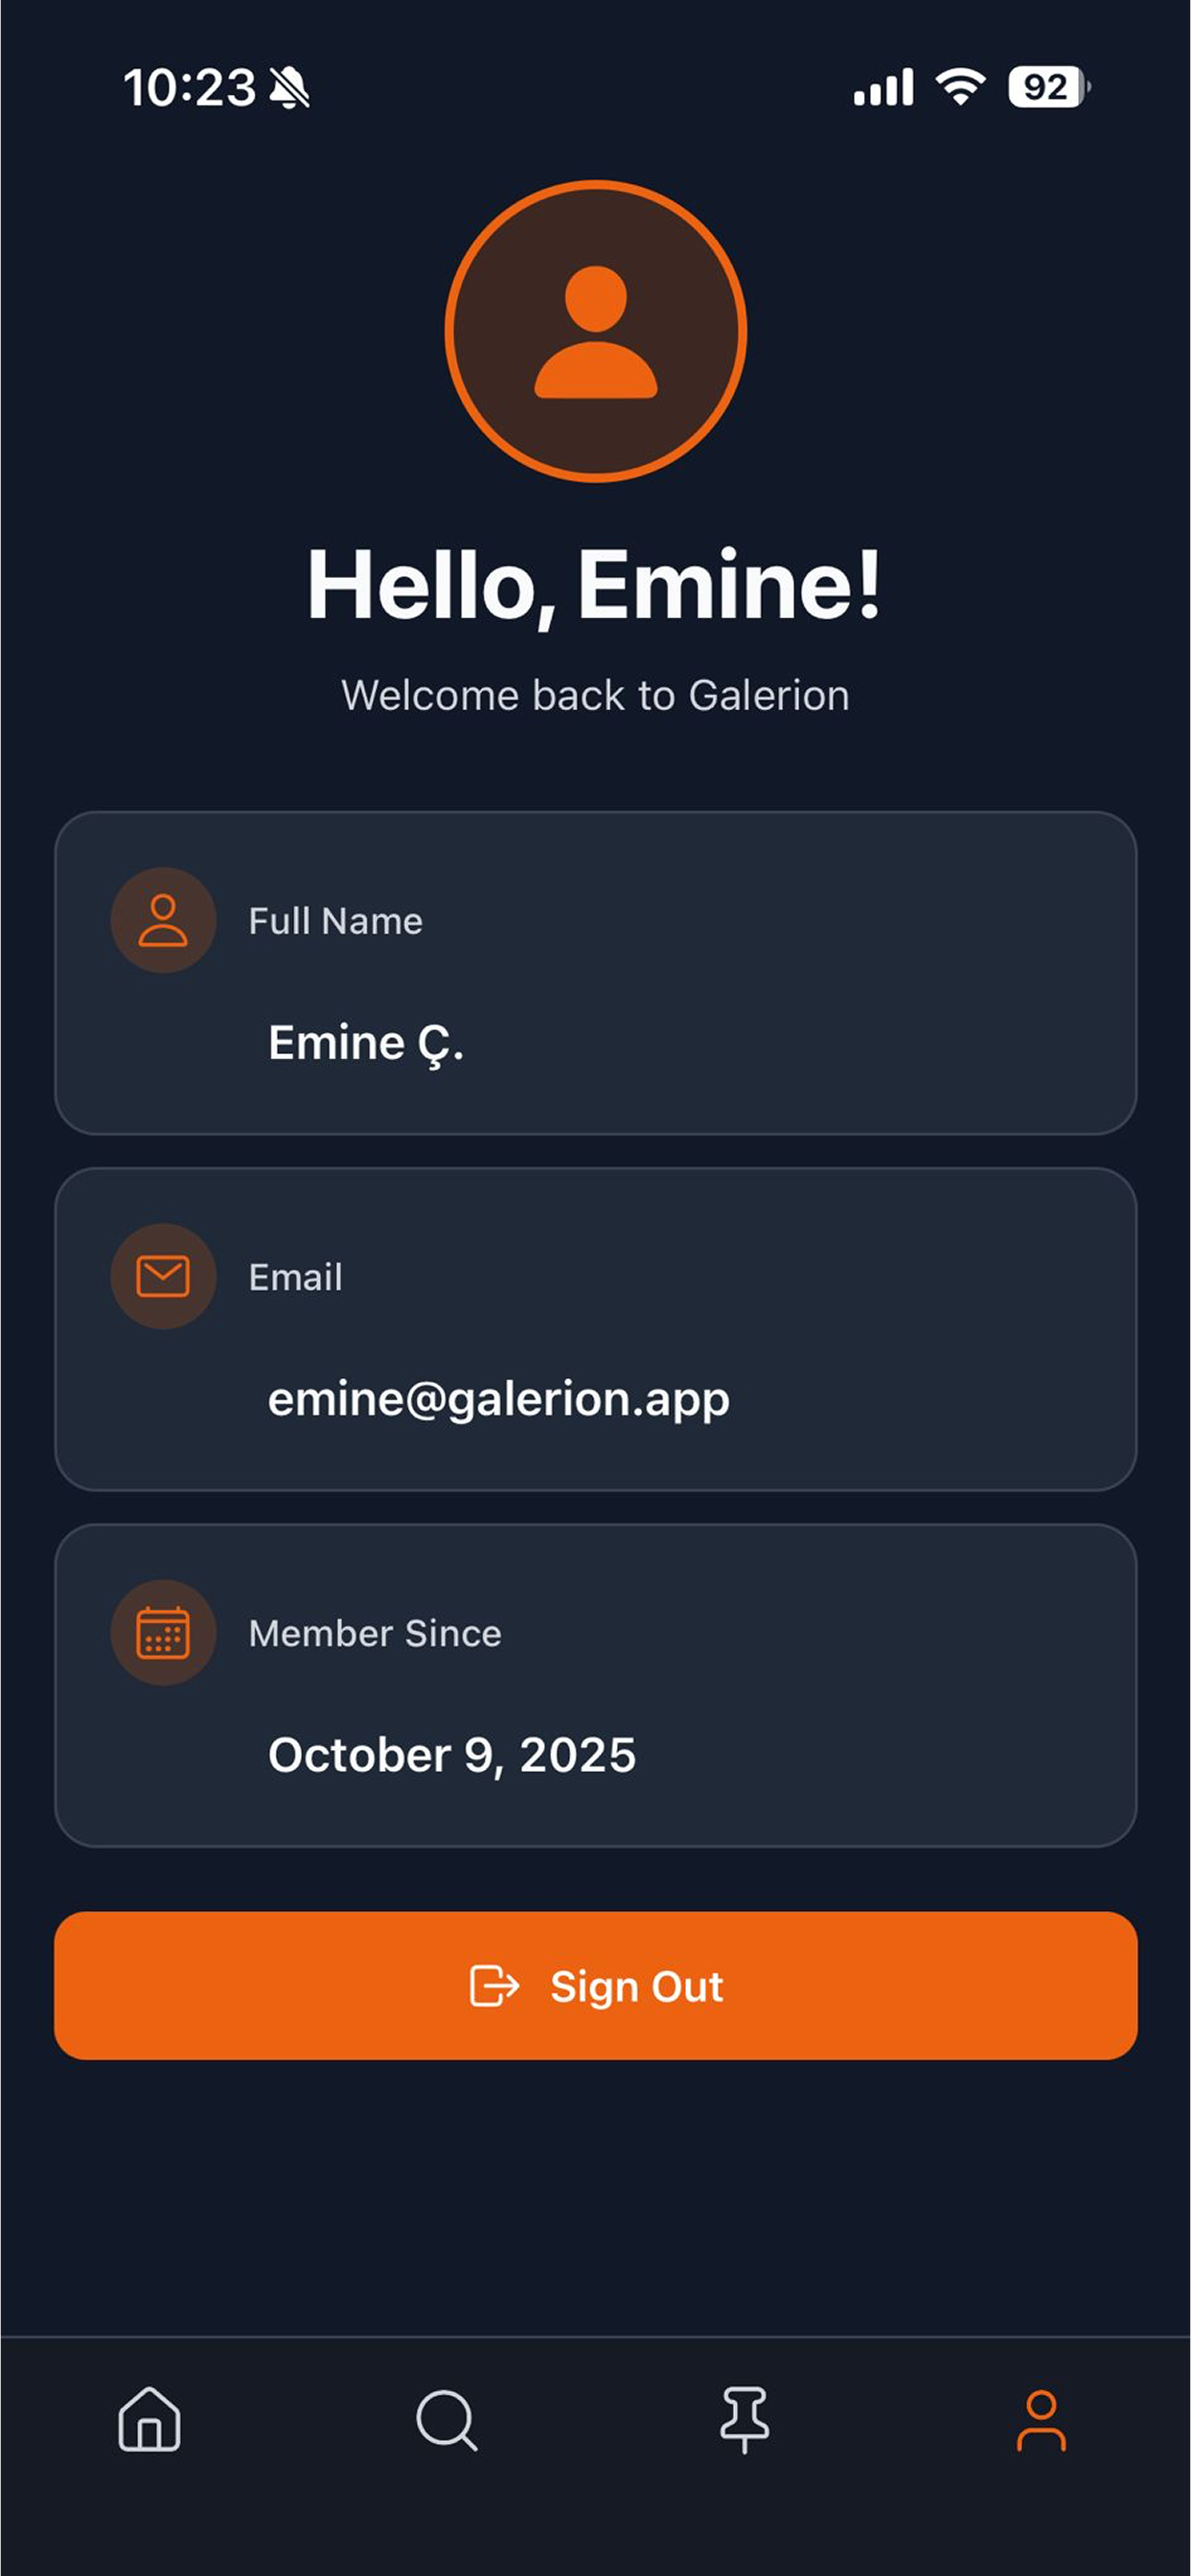 10:23
92
Hello, Emine!
Welcome back to Galerion
Full Name
Emine Ç.
Email
emine@galerion.app
Member Since
October 9, 2025
Sign Out